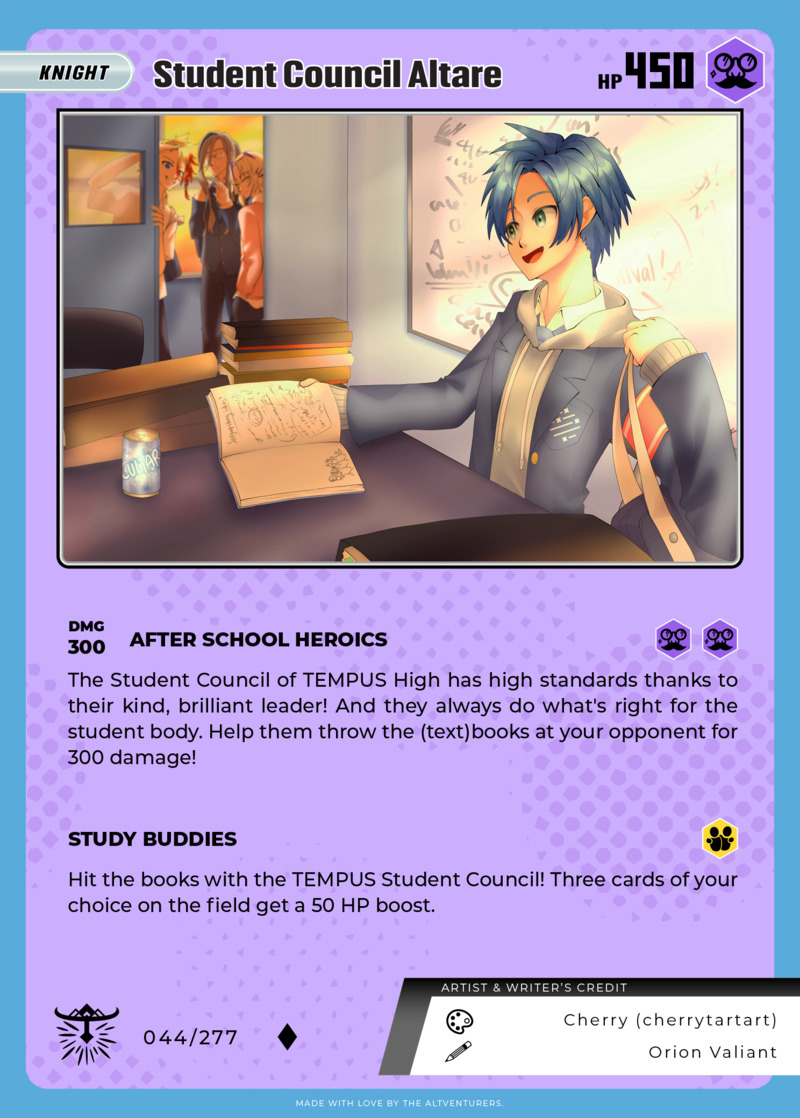 KNIGHT
Student Council Altare
HP 450
DMG
300
AFTER SCHOOL HEROICS
The Student Council of TEMPUS High has high standards thanks to
their kind, brilliant leader! And they always do what's right for the
student body. Help them throw the (text)books at your opponent for
300 damage!
STUDY BUDDIES
Hit the books with the TEMPUS Student Council! Three cards of your
choice on the field get a 50 HP boost.
044/277
ARTIST & WRITER'S CREDIT
Cherry (cherrytartart)
Orion Valiant
MADE WITH LOVE BY THE ALTVENTURERS.